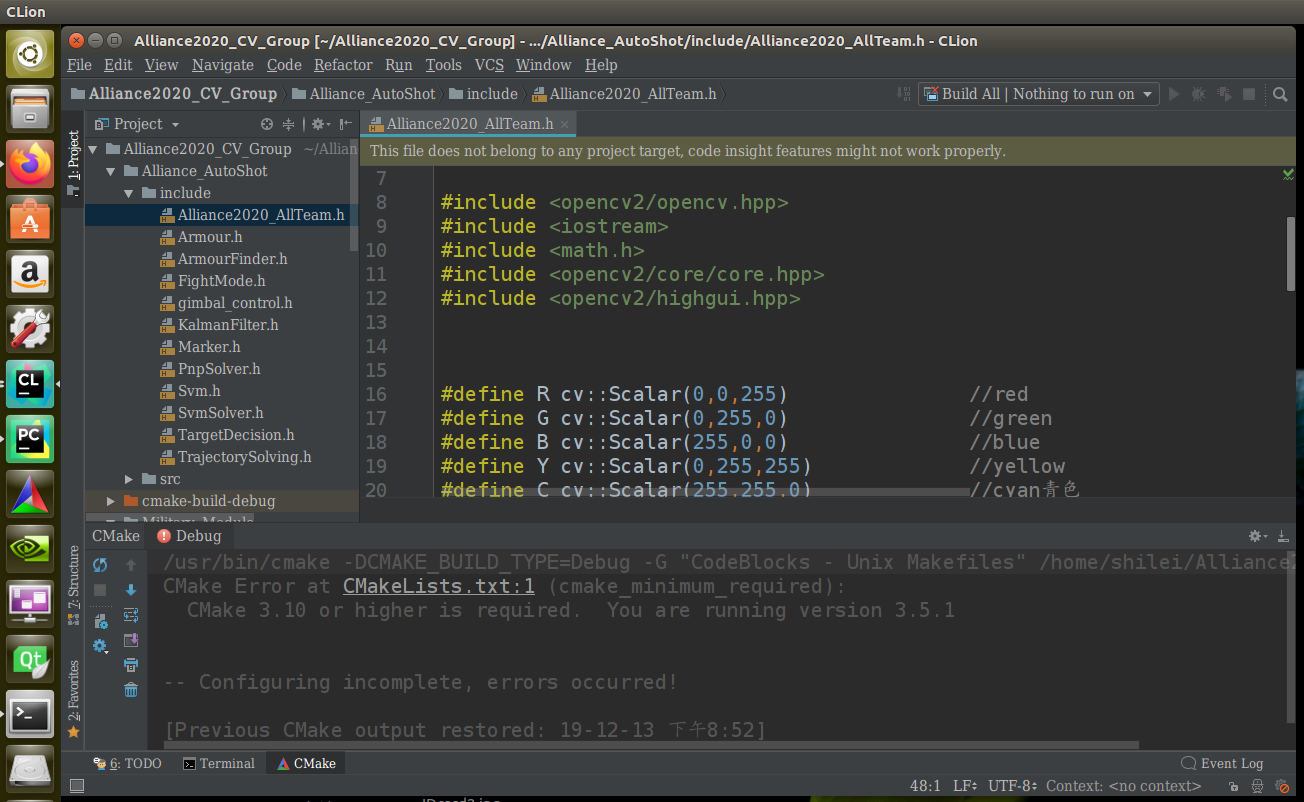 CLion
Alliance2020_CV_Group [~/Alliance2020_CV_Group] - .../Alliance_AutoShot/include/Alliance2020_AllTeam.h - CLion
File Edit View Navigate Code Refactor Run Tools VCS Window Help
Alliance2020_CV_Group Alliance_AutoShot include Alliance2020_AllTeam.h Build All | Nothing to run on
1: Project
Project
Alliance2020_CV_Group ~/Allian
Alliance_AutoShot
include
Alliance2020_AllTeam.h
Armour.h
ArmourFinder.h
FightMode.h
gimbal_control.h
KalmanFilter.h
Marker.h
PnpSolver.h
Svm.h
SvmSolver.h
TargetDecision.h
TrajectorySolving.h
src
cmake-build-debug
Military_Module
Alliance2020_AllTeam.h
This file does not belong to any project target, code insight features might not work properly.
7
8 #include <opencv2/opencv.hpp>
9 #include <iostream>
10 #include <math.h>
11 #include <opencv2/core/core.hpp>
12 #include <opencv2/highgui.hpp>
13
14
15
16 #define R cv::Scalar(0,0,255) //red
17 #define G cv::Scalar(0,255,0) //green
18 #define B cv::Scalar(255,0,0) //blue
19 #define Y cv::Scalar(0,255,255) //yellow
20 #define C cv::Scalar(255,255,0) //cyan青色
CMake Debug
7: Structure
2: Favorites
/usr/bin/cmake -DCMAKE_BUILD_TYPE=Debug -G "CodeBlocks - Unix Makefiles" /home/shilei/Alliance2
CMake Error at CMakeLists.txt:1 (cmake_minimum_required):
CMake 3.10 or higher is required. You are running version 3.5.1
-- Configuring incomplete, errors occurred!
[Previous CMake output restored: 19-12-13 下午8:52]
6: TODO Terminal CMake Event Log
48:1 LF UTF-8 Context: <no context>